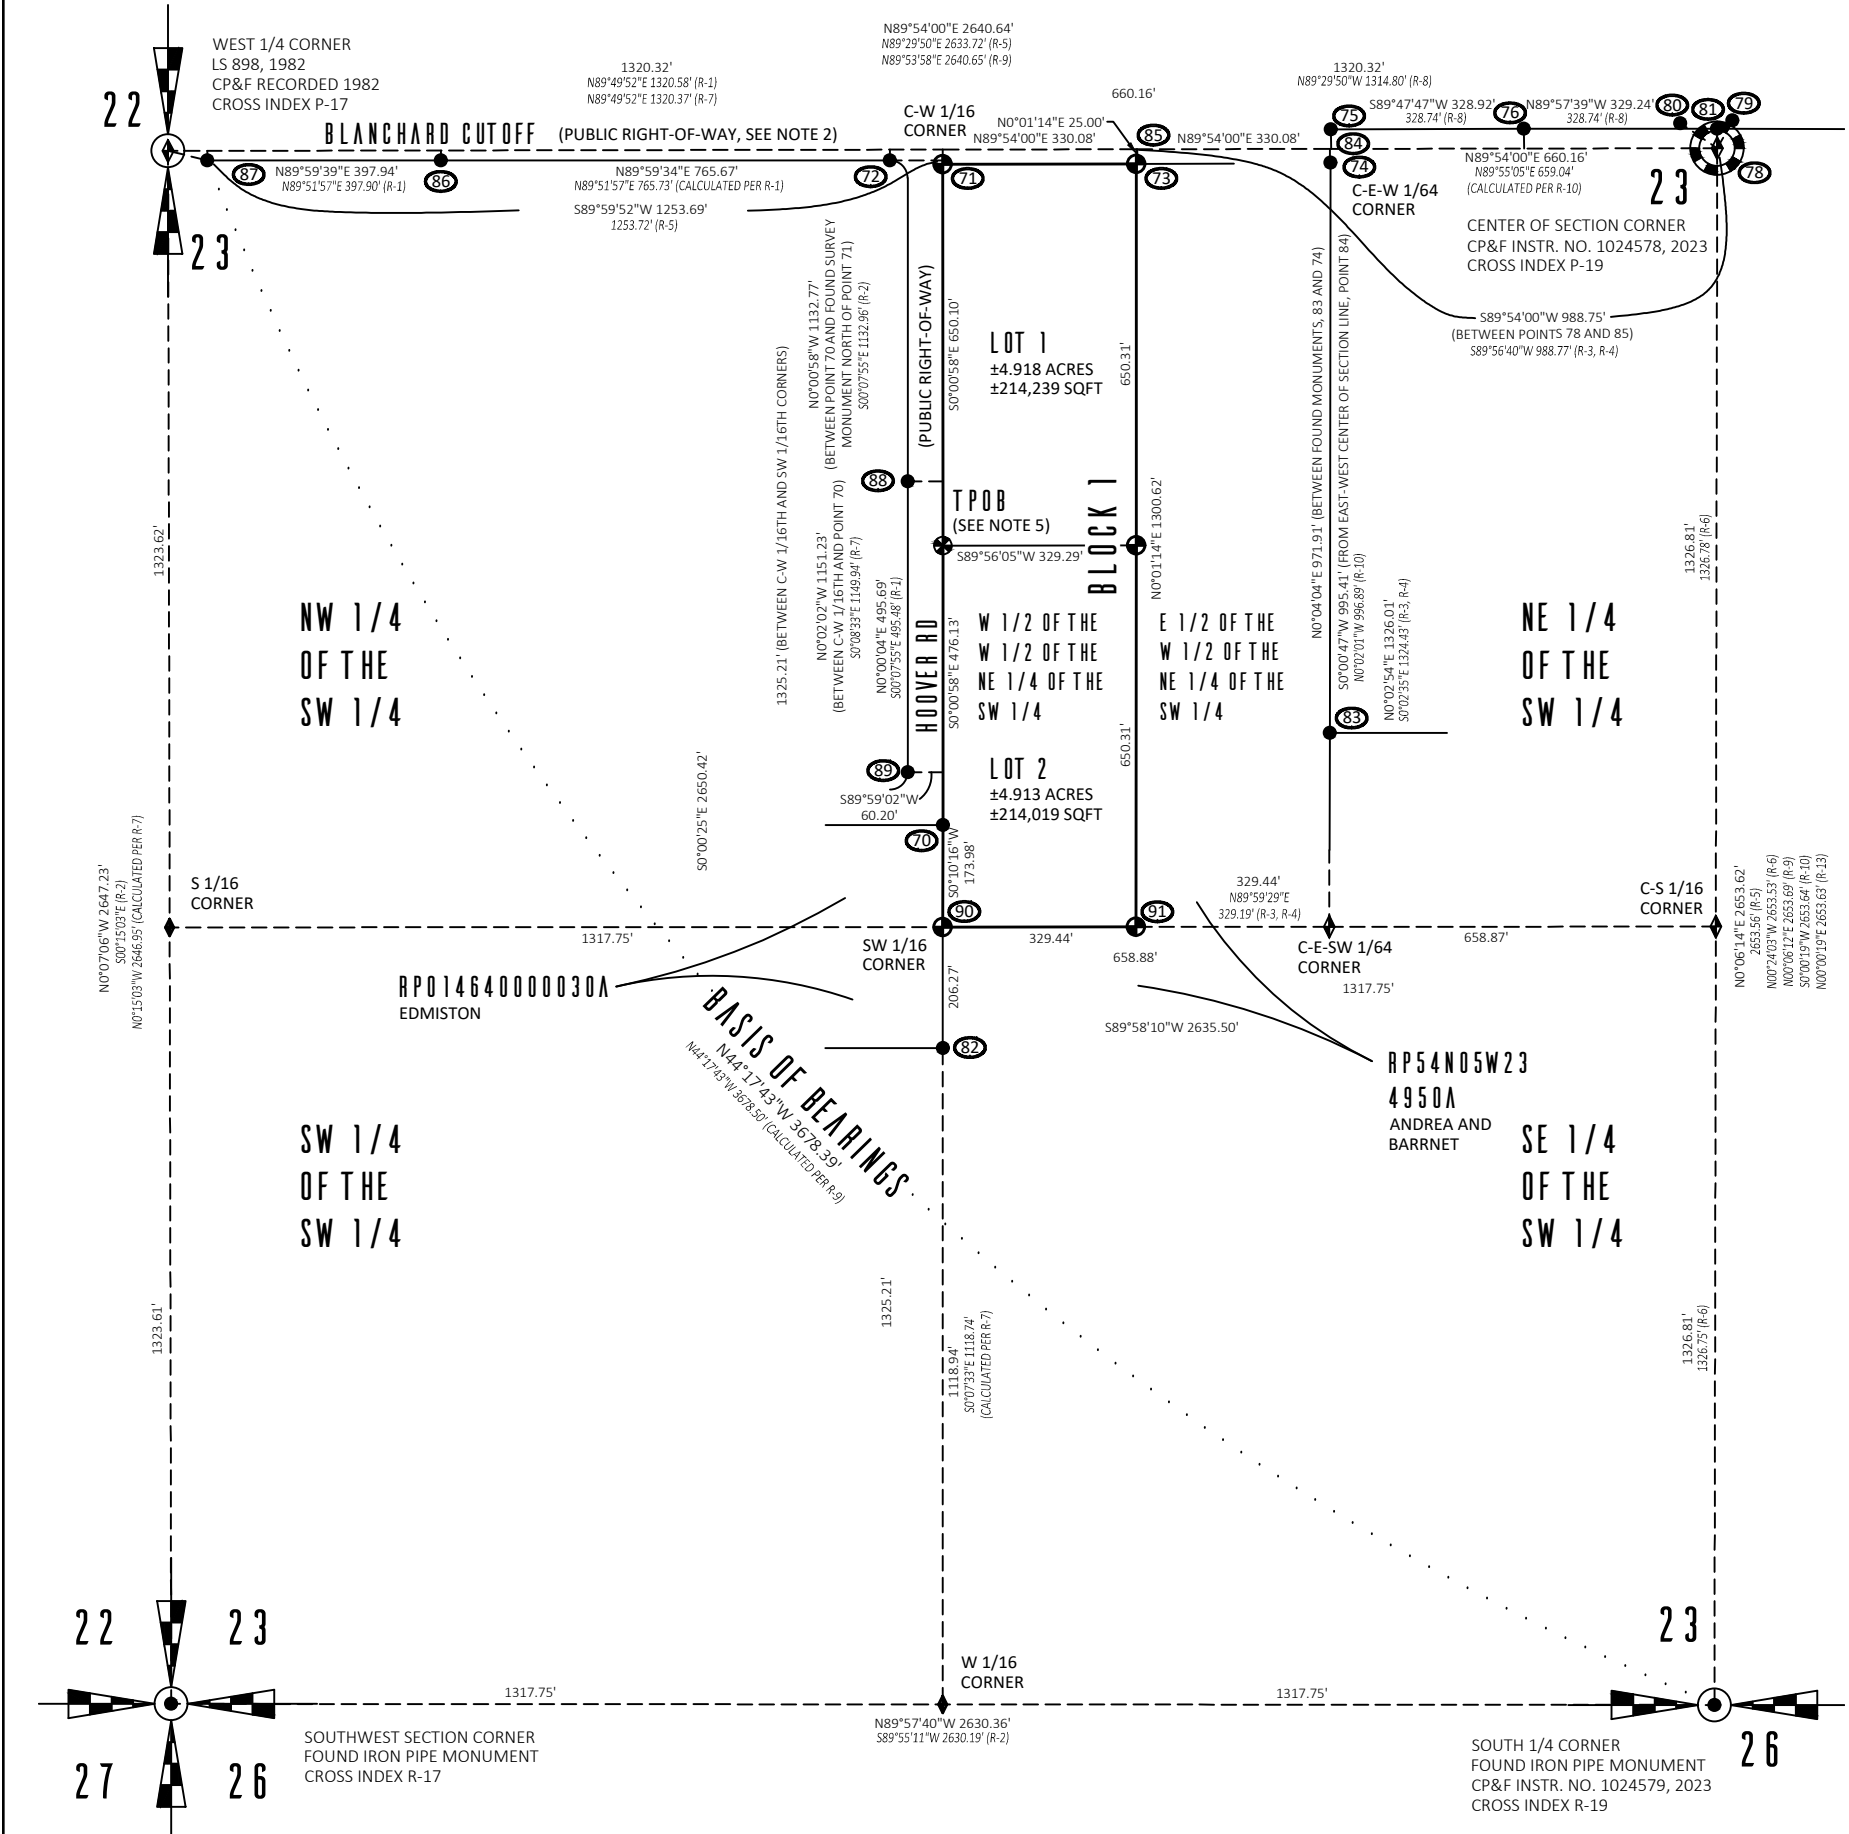 N89°54'00"E 2640.64'
N89°29'50"E 2633.72' (R-5)
N89°53'58"E 2640.65' (R-9)
WEST 1/4 CORNER
LS 898, 1982
CP&F RECORDED 1982
CROSS INDEX P-17
22
23
1320.32'
N89°49'52"E 1320.58' (R-1)
N89°49'52"E 1320.37' (R-7)
BLANCHARD CUTOFF (PUBLIC RIGHT-OF-WAY, SEE NOTE 2)
C-W 1/16
CORNER
660.16'
N0°01'14"E 25.00'
N89°54'00"E 330.08'
85
N89°54'00"E 330.08'
1320.32'
N89°29'50"W 1314.80' (R-8)
75
S89°47'47"W 328.92'
328.74' (R-8)
76
N89°57'39"W 329.24'
328.74' (R-8)
80
81
79
84
74
78
87
N89°59'39"E 397.94'
N89°51'57"E 397.90' (R-1)
86
N89°59'34"E 765.67'
N89°51'57"E 765.73' (CALCULATED PER R-1)
72
71
73
S89°59'52"W 1253.69'
1253.72' (R-5)
C-E-W 1/64
CORNER
N89°54'00"E 660.16'
N89°55'05"E 659.04'
(CALCULATED PER R-10)
23
CENTER OF SECTION CORNER
CP&F INSTR. NO. 1024578, 2023
CROSS INDEX P-19
S89°54'00"W 988.75'
(BETWEEN POINTS 78 AND 85)
S89°56'40"W 988.77' (R-3, R-4)
1323.62'
1325.21' (BETWEEN C-W 1/16TH AND SW 1/16TH CORNERS)
N0°00'58"W 1132.77'
(BETWEEN POINT 70 AND FOUND SURVEY
MONUMENT NORTH OF POINT 71)
S00°07'55"E 1132.96' (R-2)
N0°02'02"W 1151.23'
(BETWEEN C-W 1/16TH AND POINT 70)
S0°08'33"E 1149.94' (R-7)
N0°00'04"E 495.69'
S00°07'55"E 495.48' (R-1)
(PUBLIC RIGHT-OF-WAY)
HOOVER RD
S0°00'58"E 650.10'
LOT 1
±4.918 ACRES
±214,239 SQFT
650.31'
88
TPOB
(SEE NOTE 5)
S89°56'05"W 329.29'
BLOCK 1
N0°01'14"E 1300.62'
N0°04'04"E 971.91' (BETWEEN FOUND MONUMENTS, 83 AND 74)
S0°00'47"W 995.41' (FROM EAST-WEST CENTER OF SECTION LINE, POINT 84)
N0°02'01"W 996.89' (R-10)
N0°02'54"E 1326.01'
S0°02'35"E 1324.43' (R-3, R-4)
1326.81'
1326.78' (R-6)
NW 1/4
OF THE
SW 1/4
S0°00'58"E 476.13'
W 1/2 OF THE
W 1/2 OF THE
NE 1/4 OF THE
SW 1/4
E 1/2 OF THE
W 1/2 OF THE
NE 1/4 OF THE
SW 1/4
NE 1/4
OF THE
SW 1/4
83
S0°00'25"E 2650.42'
89
S89°59'02"W
60.20'
70
LOT 2
±4.913 ACRES
±214,019 SQFT
650.31'
S0°10'16"W
173.98'
N0°07'06"W 2647.23'
S00°15'03"E (R-2)
N0°15'03"W 2646.95' (CALCULATED PER R-7)
S 1/16
CORNER
1317.75'
90
SW 1/16
CORNER
329.44'
91
329.44'
N89°59'29"E
329.19' (R-3, R-4)
658.88'
C-E-SW 1/64
CORNER
1317.75'
658.87'
C-S 1/16
CORNER
N0°06'14"E 2653.62'
2653.56' (R-5)
N00°24'03"W 2653.53' (R-6)
N00°06'12"E 2653.69' (R-9)
S0°00'19"W 2653.64' (R-10)
N00°00'19"E 2653.63' (R-13)
RP014640000030A
EDMISTON
206.27'
82
S89°58'10"W 2635.50'
BASIS OF BEARINGS
N44°17'43"W 3678.39'
N44°17'43"W 3678.50' (CALCULATED PER R-9)
RP54N05W23
4950A
ANDREA AND
BARRNET
SW 1/4
OF THE
SW 1/4
SE 1/4
OF THE
SW 1/4
1323.61'
1325.21'
1118.94'
S0°07'33"E 1118.74'
(CALCULATED PER R-7)
1326.81'
1326.75' (R-6)
22
23
23
W 1/16
CORNER
1317.75'
1317.75'
N89°57'40"W 2630.36'
S89°55'11"W 2630.19' (R-2)
27
26
SOUTHWEST SECTION CORNER
FOUND IRON PIPE MONUMENT
CROSS INDEX R-17
SOUTH 1/4 CORNER
FOUND IRON PIPE MONUMENT
CP&F INSTR. NO. 1024579, 2023
CROSS INDEX R-19
26